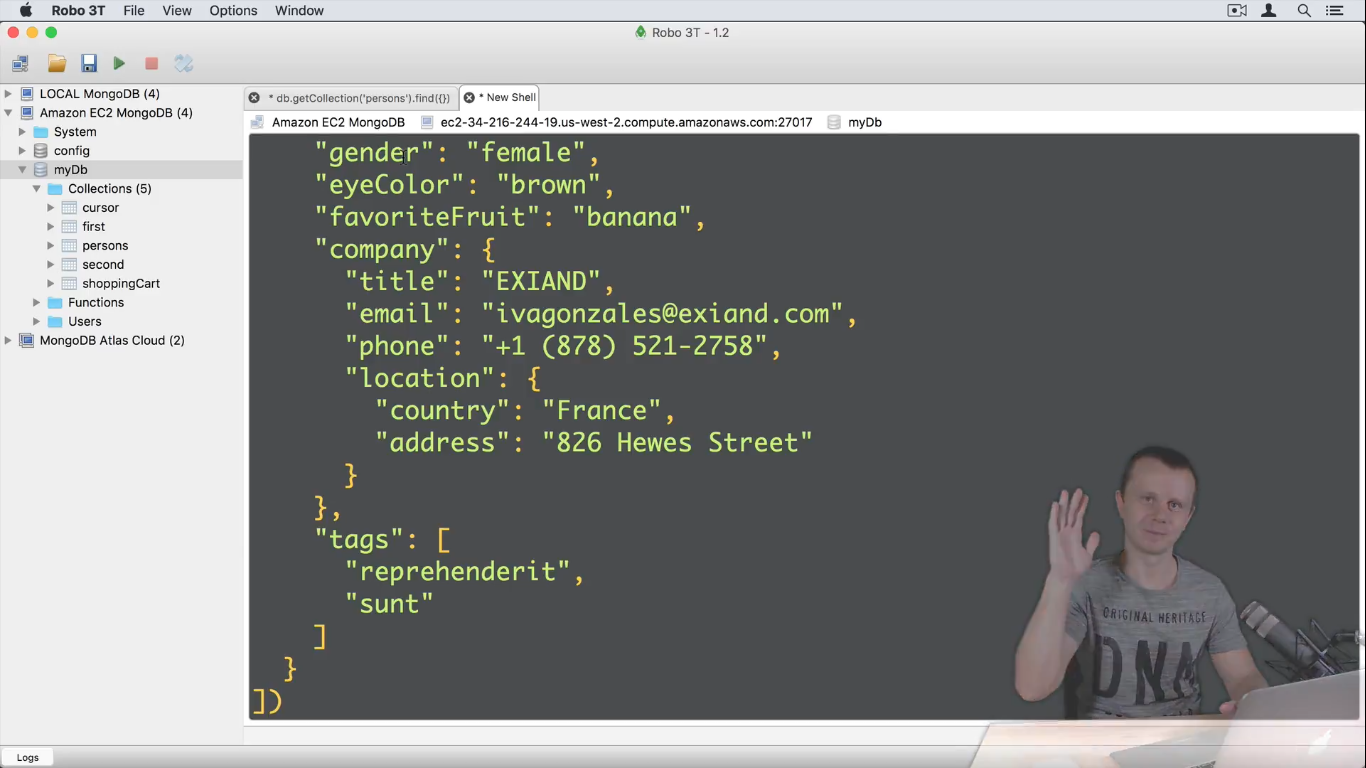 Robo 3T File View Options Window
Robo 3T - 1.2
LOCAL MongoDB (4)
Amazon EC2 MongoDB (4)
System
config
myDb
Collections (5)
cursor
first
persons
second
shoppingCart
Functions
Users
MongoDB Atlas Cloud (2)
* db.getCollection('persons').find({}) * New Shell
Amazon EC2 MongoDB ec2-34-216-244-19.us-west-2.compute.amazonaws.com:27017 myDb
"gender": "female",
"eyeColor": "brown",
"favoriteFruit": "banana",
"company": {
"title": "EXIAND",
"email": "ivagonzales@exiand.com",
"phone": "+1 (878) 521-2758",
"location": {
"country": "France",
"address": "826 Hewes Street"
}
},
"tags": [
"reprehenderit",
"sunt"
]
}
])
ORIGINAL HERITAGE
DNA
Logs